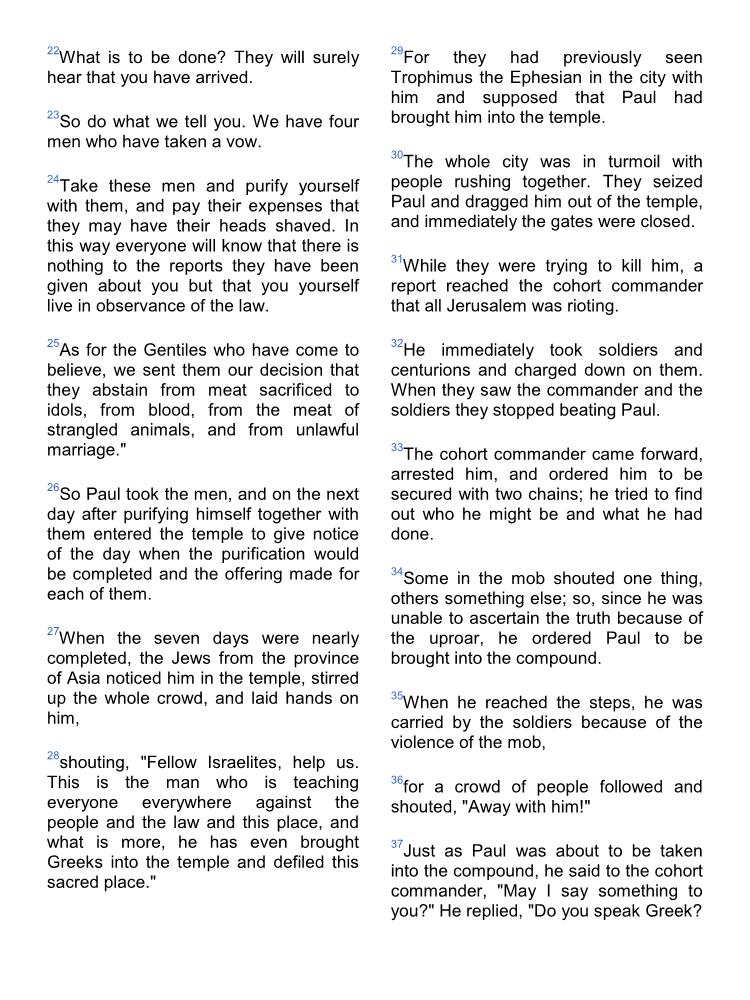 22What is to be done? They will surely
hear that you have arrived.
23So do what we tell you. We have four
men who have taken a vow.
24Take these men and purify yourself
with them, and pay their expenses that
they may have their heads shaved. In
this way everyone will know that there is
nothing to the reports they have been
given about you but that you yourself
live in observance of the law.
25As for the Gentiles who have come to
believe, we sent them our decision that
they abstain from meat sacrificed to
idols, from blood, from the meat of
strangled animals, and from unlawful
marriage."
26So Paul took the men, and on the next
day after purifying himself together with
them entered the temple to give notice
of the day when the purification would
be completed and the offering made for
each of them.
27When the seven days were nearly
completed, the Jews from the province
of Asia noticed him in the temple, stirred
up the whole crowd, and laid hands on
him,
28shouting, "Fellow Israelites, help us.
This is the man who is teaching
everyone everywhere against the
people and the law and this place, and
what is more, he has even brought
Greeks into the temple and defiled this
sacred place."
29For they had previously seen
Trophimus the Ephesian in the city with
him and supposed that Paul had
brought him into the temple.
30The whole city was in turmoil with
people rushing together. They seized
Paul and dragged him out of the temple,
and immediately the gates were closed.
31While they were trying to kill him, a
report reached the cohort commander
that all Jerusalem was rioting.
32He immediately took soldiers and
centurions and charged down on them.
When they saw the commander and the
soldiers they stopped beating Paul.
33The cohort commander came forward,
arrested him, and ordered him to be
secured with two chains; he tried to find
out who he might be and what he had
done.
34Some in the mob shouted one thing,
others something else; so, since he was
unable to ascertain the truth because of
the uproar, he ordered Paul to be
brought into the compound.
35When he reached the steps, he was
carried by the soldiers because of the
violence of the mob,
36for a crowd of people followed and
shouted, "Away with him!"
37Just as Paul was about to be taken
into the compound, he said to the cohort
commander, "May I say something to
you?" He replied, "Do you speak Greek?